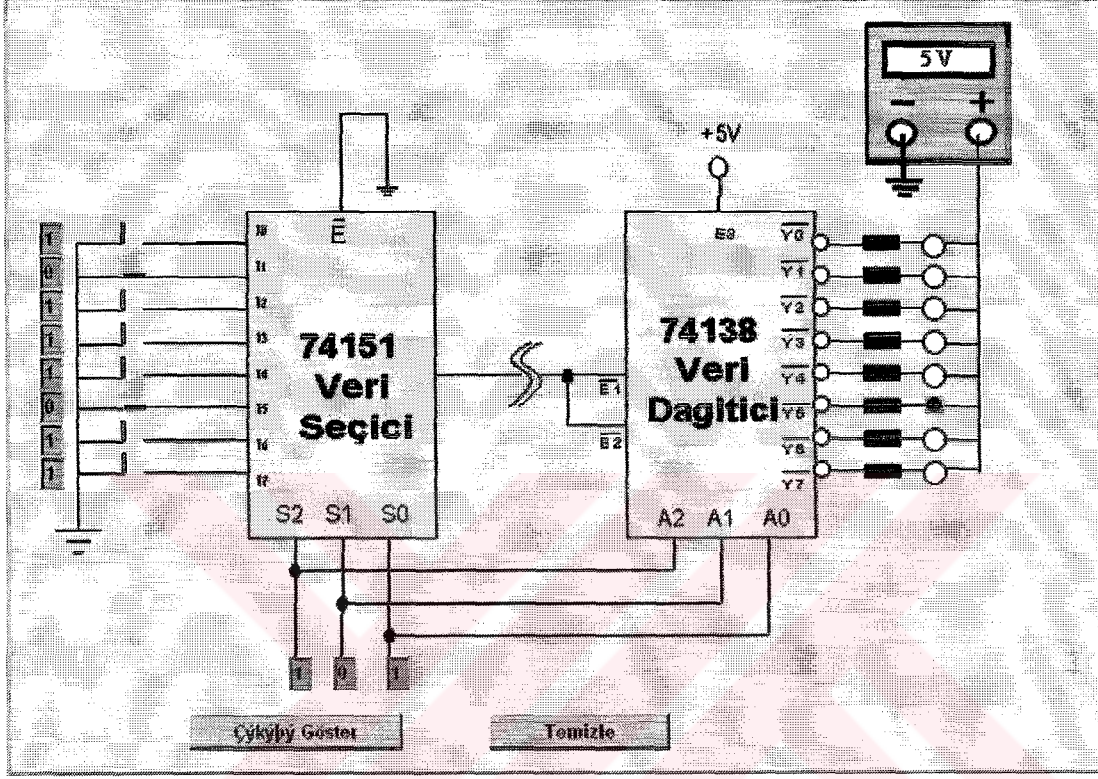 5 V
- +
+5V
1
0
1
1
1
0
1
1
I0
I1
I2
I3
I4
I5
I6
I7
E
74151
Veri
Seçici
S2 S1 S0
E3
E1
E2
74138
Veri
Dagitici
Y0
Y1
Y2
Y3
Y4
Y5
Y6
Y7
A2 A1 A0
1 0 1
Çýkýþý Göster
Temizle